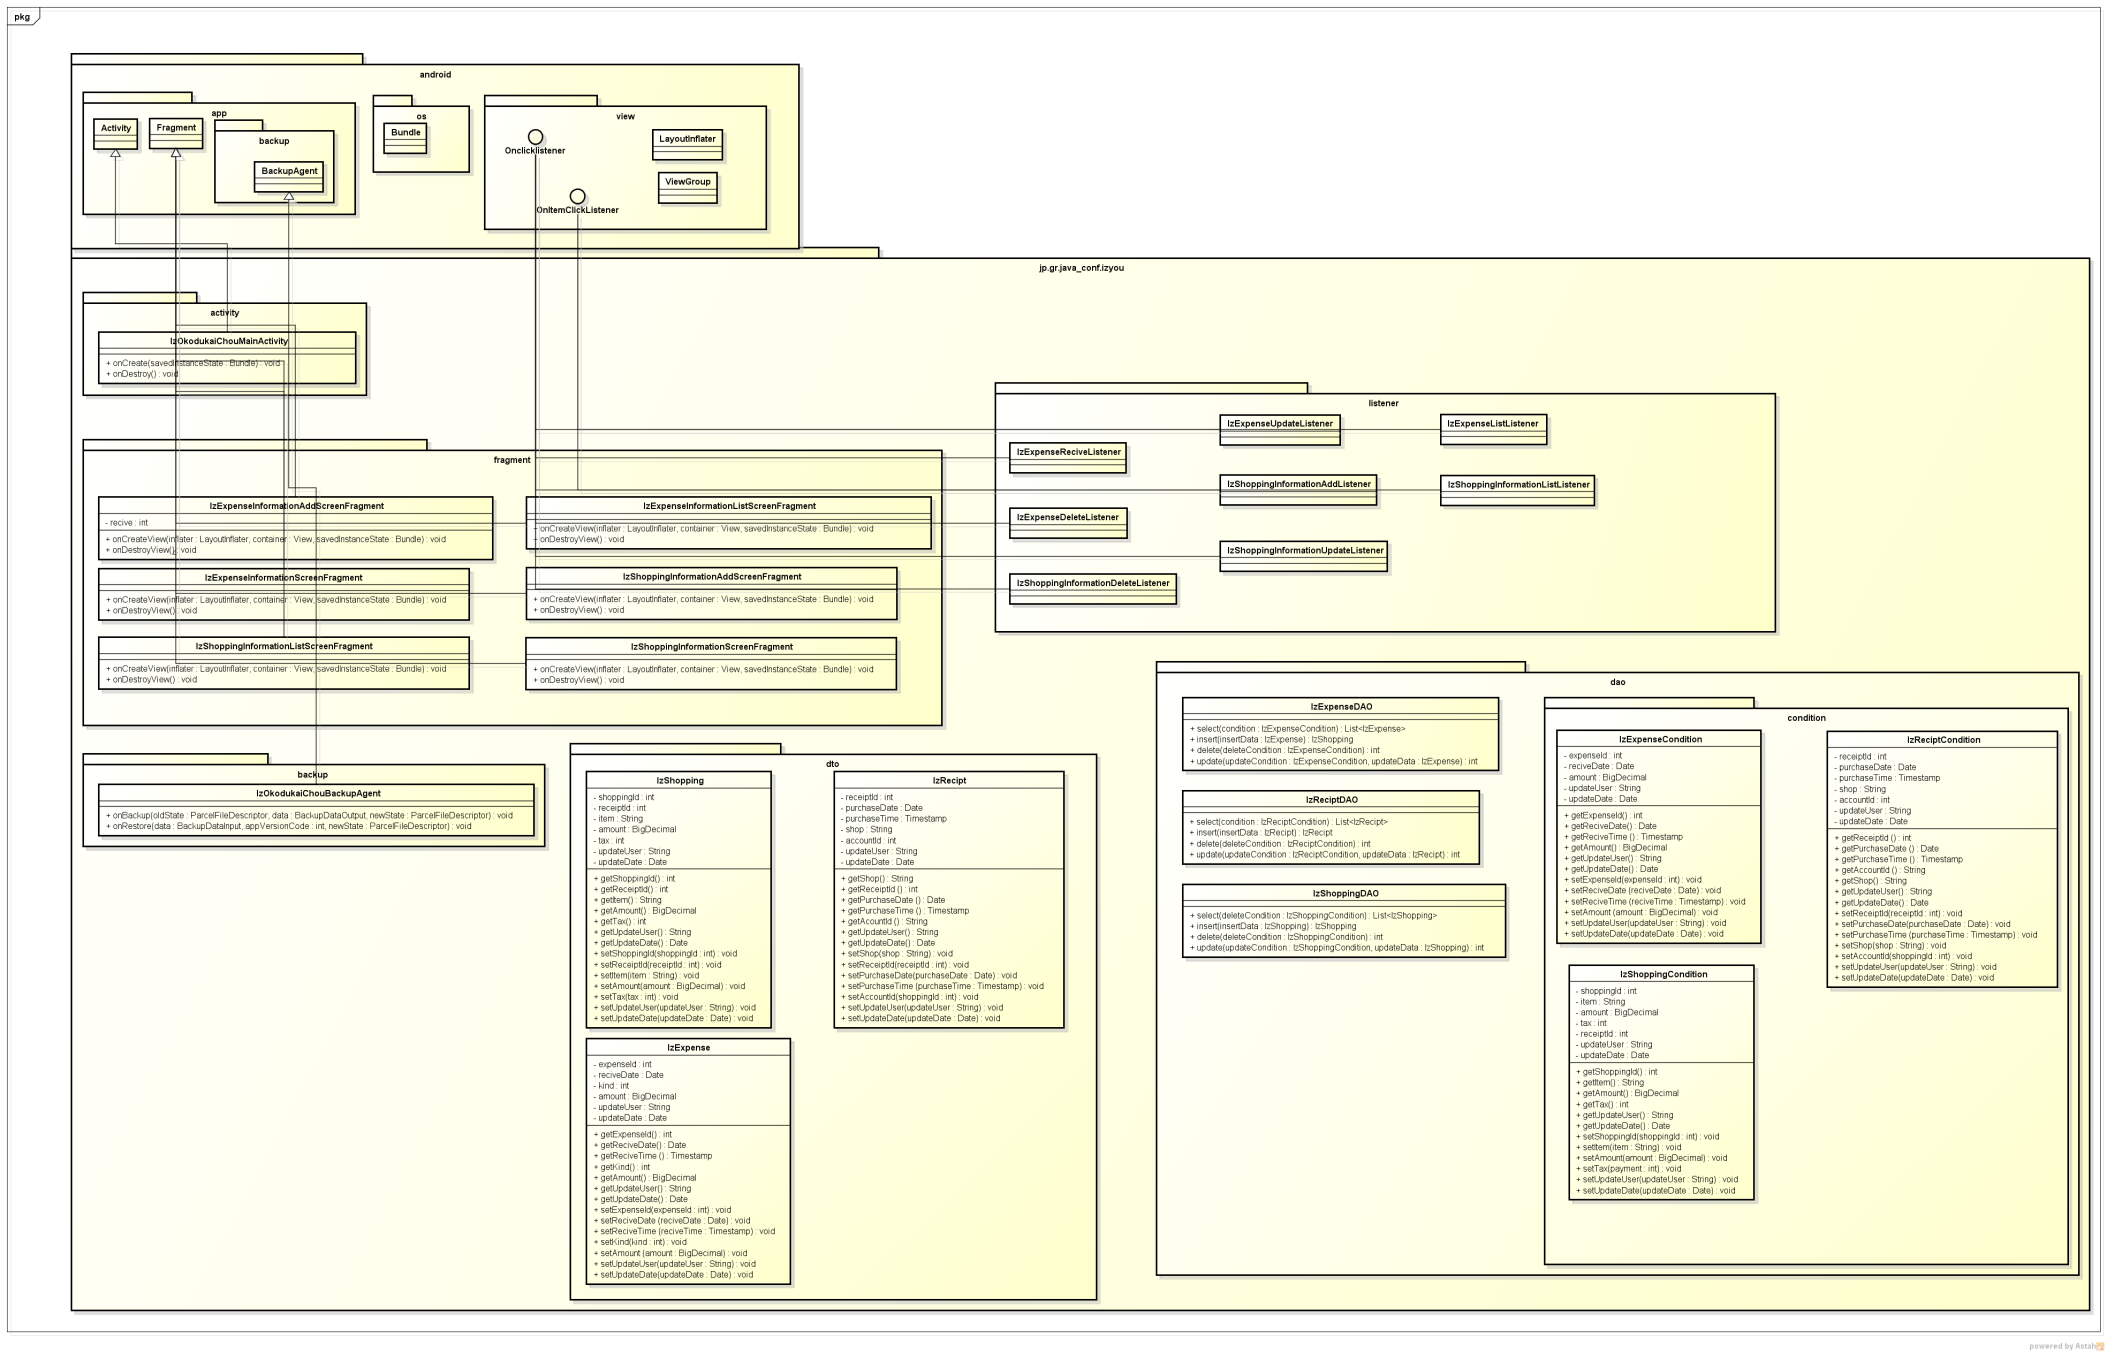 pkg
android
app
Activity
Fragment
backup
BackupAgent
os
Bundle
view
Onclicklistener
OnItemClickListener
LayoutInflater
ViewGroup
jp.gr.java_conf.izyou
activity
IzOkodukaiChouMainActivity
+ onCreate(savedInstanceState : Bundle) : void
+ onDestroy() : void
fragment
IzExpenseInformationAddScreenFragment
- recive : int
+ onCreateView(inflater : LayoutInflater, container : View, savedInstanceState : Bundle) : void
+ onDestroyView() : void
IzExpenseInformationListScreenFragment
+ onCreateView(inflater : LayoutInflater, container : View, savedInstanceState : Bundle) : void
+ onDestroyView() : void
IzExpenseInformationScreenFragment
+ onCreateView(inflater : LayoutInflater, container : View, savedInstanceState : Bundle) : void
+ onDestroyView() : void
IzShoppingInformationAddScreenFragment
+ onCreateView(inflater : LayoutInflater, container : View, savedInstanceState : Bundle) : void
+ onDestroyView() : void
IzShoppingInformationListScreenFragment
+ onCreateView(inflater : LayoutInflater, container : View, savedInstanceState : Bundle) : void
+ onDestroyView() : void
IzShoppingInformationScreenFragment
+ onCreateView(inflater : LayoutInflater, container : View, savedInstanceState : Bundle) : void
+ onDestroyView() : void
listener
IzExpenseUpdateListener
IzExpenseListListener
IzExpenseReciveListener
IzShoppingInformationAddListener
IzShoppingInformationListListener
IzExpenseDeleteListener
IzShoppingInformationUpdateListener
IzShoppingInformationDeleteListener
backup
IzOkodukaiChouBackupAgent
+ onBackup(oldState : ParcelFileDescriptor, data : BackupDataOutput, newState : ParcelFileDescriptor) : void
+ onRestore(data : BackupDataInput, appVersionCode : int, newState : ParcelFileDescriptor) : void
dto
IzShopping
- shoppingId : int
- receiptId : int
- item : String
- amount : BigDecimal
- tax : int
- updateUser : String
- updateDate : Date
+ getShoppingId() : int
+ getReceiptId() : int
+ getItem() : String
+ getAmount() : BigDecimal
+ getTax() : int
+ getUpdateUser() : String
+ getUpdateDate() : Date
+ setShoppingId(shoppingId : int) : void
+ setReceiptId(receiptId : int) : void
+ setItem(item : String) : void
+ setAmount(amount : BigDecimal) : void
+ setTax(tax : int) : void
+ setUpdateUser(updateUser : String) : void
+ setUpdateDate(updateDate : Date) : void
IzRecipt
- receiptId : int
- purchaseDate : Date
- purchaseTime : Timestamp
- shop : String
- accountId : int
- updateUser : String
- updateDate : Date
+ getShop() : String
+ getReceiptId () : int
+ getPurchaseDate () : Date
+ getPurchaseTime () : Timestamp
+ getAcountId () : String
+ getUpdateUser() : String
+ getUpdateDate() : Date
+ setShop(shop : String) : void
+ setReceiptId(receiptId : int) : void
+ setPurchaseDate(purchaseDate : Date) : void
+ setPurchaseTime (purchaseTime : Timestamp) : void
+ setAccountId(shoppingId : int) : void
+ setUpdateUser(updateUser : String) : void
+ setUpdateDate(updateDate : Date) : void
IzExpense
- expenseId : int
- reciveDate : Date
- kind : int
- amount : BigDecimal
- updateUser : String
- updateDate : Date
+ getExpenseId() : int
+ getReciveDate() : Date
+ getReciveTime () : Timestamp
+ getKind() : int
+ getAmount() : BigDecimal
+ getUpdateUser() : String
+ getUpdateDate() : Date
+ setExpenseId(expenseId : int) : void
+ setReciveDate (reciveDate : Date) : void
+ setReciveTime (reciveTime : Timestamp) : void
+ setKind(kind : int) : void
+ setAmount (amount : BigDecimal) : void
+ setUpdateUser(updateUser : String) : void
+ setUpdateDate(updateDate : Date) : void
dao
IzExpenseDAO
+ select(condition : IzExpenseCondition) : List<IzExpense>
+ insert(insertData : IzExpense) : IzShopping
+ delete(deleteCondition : IzExpenseCondition) : int
+ update(updateCondition : IzExpenseCondition, updateData : IzExpense) : int
IzReciptDAO
+ select(condition : IzReciptCondition) : List<IzRecipt>
+ insert(insertData : IzRecipt) : IzRecipt
+ delete(deleteCondition : IzReciptCondition) : int
+ update(updateCondition : IzReciptCondition, updateData : IzRecipt) : int
IzShoppingDAO
+ select(deleteCondition : IzShoppingCondition) : List<IzShopping>
+ insert(insertData : IzShopping) : IzShopping
+ delete(deleteCondition : IzShoppingCondition) : int
+ update(updateCondition : IzShoppingCondition, updateData : IzShopping) : int
condition
IzExpenseCondition
- expenseId : int
- reciveDate : Date
- amount : BigDecimal
- updateUser : String
- updateDate : Date
+ getExpenseId() : int
+ getReciveDate() : Date
+ getReciveTime () : Timestamp
+ getAmount() : BigDecimal
+ getUpdateUser() : String
+ getUpdateDate() : Date
+ setExpenseId(expenseId : int) : void
+ setReciveDate (reciveDate : Date) : void
+ setReciveTime (reciveTime : Timestamp) : void
+ setAmount (amount : BigDecimal) : void
+ setUpdateUser(updateUser : String) : void
+ setUpdateDate(updateDate : Date) : void
IzReciptCondition
- receiptId : int
- purchaseDate : Date
- purchaseTime : Timestamp
- shop : String
- accountId : int
- updateUser : String
- updateDate : Date
+ getReceiptId () : int
+ getPurchaseDate () : Date
+ getPurchaseTime () : Timestamp
+ getAccountId () : String
+ getShop() : String
+ getUpdateUser() : String
+ getUpdateDate() : Date
+ setReceiptId(receiptId : int) : void
+ setPurchaseDate(purchaseDate : Date) : void
+ setPurchaseTime (purchaseTime : Timestamp) : void
+ setShop(shop : String) : void
+ setAccountId(shoppingId : int) : void
+ setUpdateUser(updateUser : String) : void
+ setUpdateDate(updateDate : Date) : void
IzShoppingCondition
- shoppingId : int
- item : String
- amount : BigDecimal
- tax : int
- receiptId : int
- updateUser : String
- updateDate : Date
+ getShoppingId() : int
+ getItem() : String
+ getAmount() : BigDecimal
+ getTax() : int
+ getUpdateUser() : String
+ getUpdateDate() : Date
+ setShoppingId(shoppingId : int) : void
+ setItem(item : String) : void
+ setAmount(amount : BigDecimal) : void
+ setTax(payment : int) : void
+ setUpdateUser(updateUser : String) : void
+ setUpdateDate(updateDate : Date) : void
powered by Astah